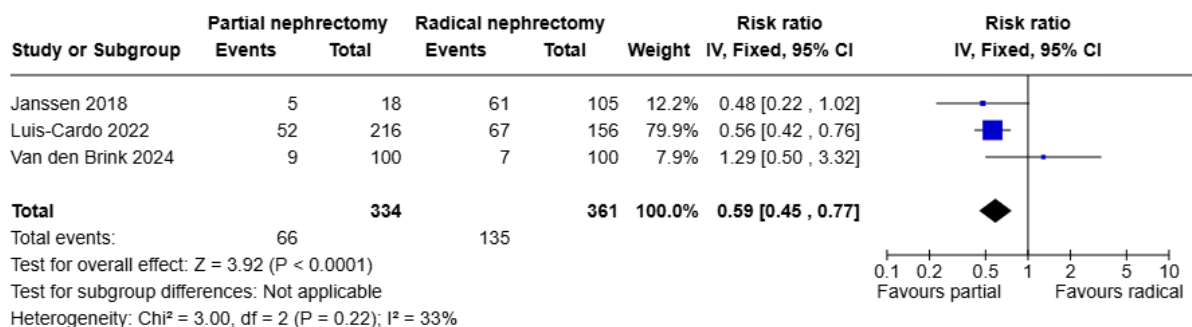 Partial nephrectomy Radical nephrectomy Risk ratio Risk ratio
Study or Subgroup Events Total Events Total Weight IV, Fixed, 95% CI IV, Fixed, 95% CI
Janssen 2018 5 18 61 105 12.2% 0.48 [0.22 , 1.02]
Luis-Cardo 2022 52 216 67 156 79.9% 0.56 [0.42 , 0.76]
Van den Brink 2024 9 100 7 100 7.9% 1.29 [0.50 , 3.32]
Total 334 361 100.0% 0.59 [0.45 , 0.77]
Total events: 66 135
Test for overall effect: Z = 3.92 (P < 0.0001)
0.1 0.2 0.5 1 2 5 10
Test for subgroup differences: Not applicable
Favours partial Favours radical
Heterogeneity: Chi² = 3.00, df = 2 (P = 0.22); I² = 33%